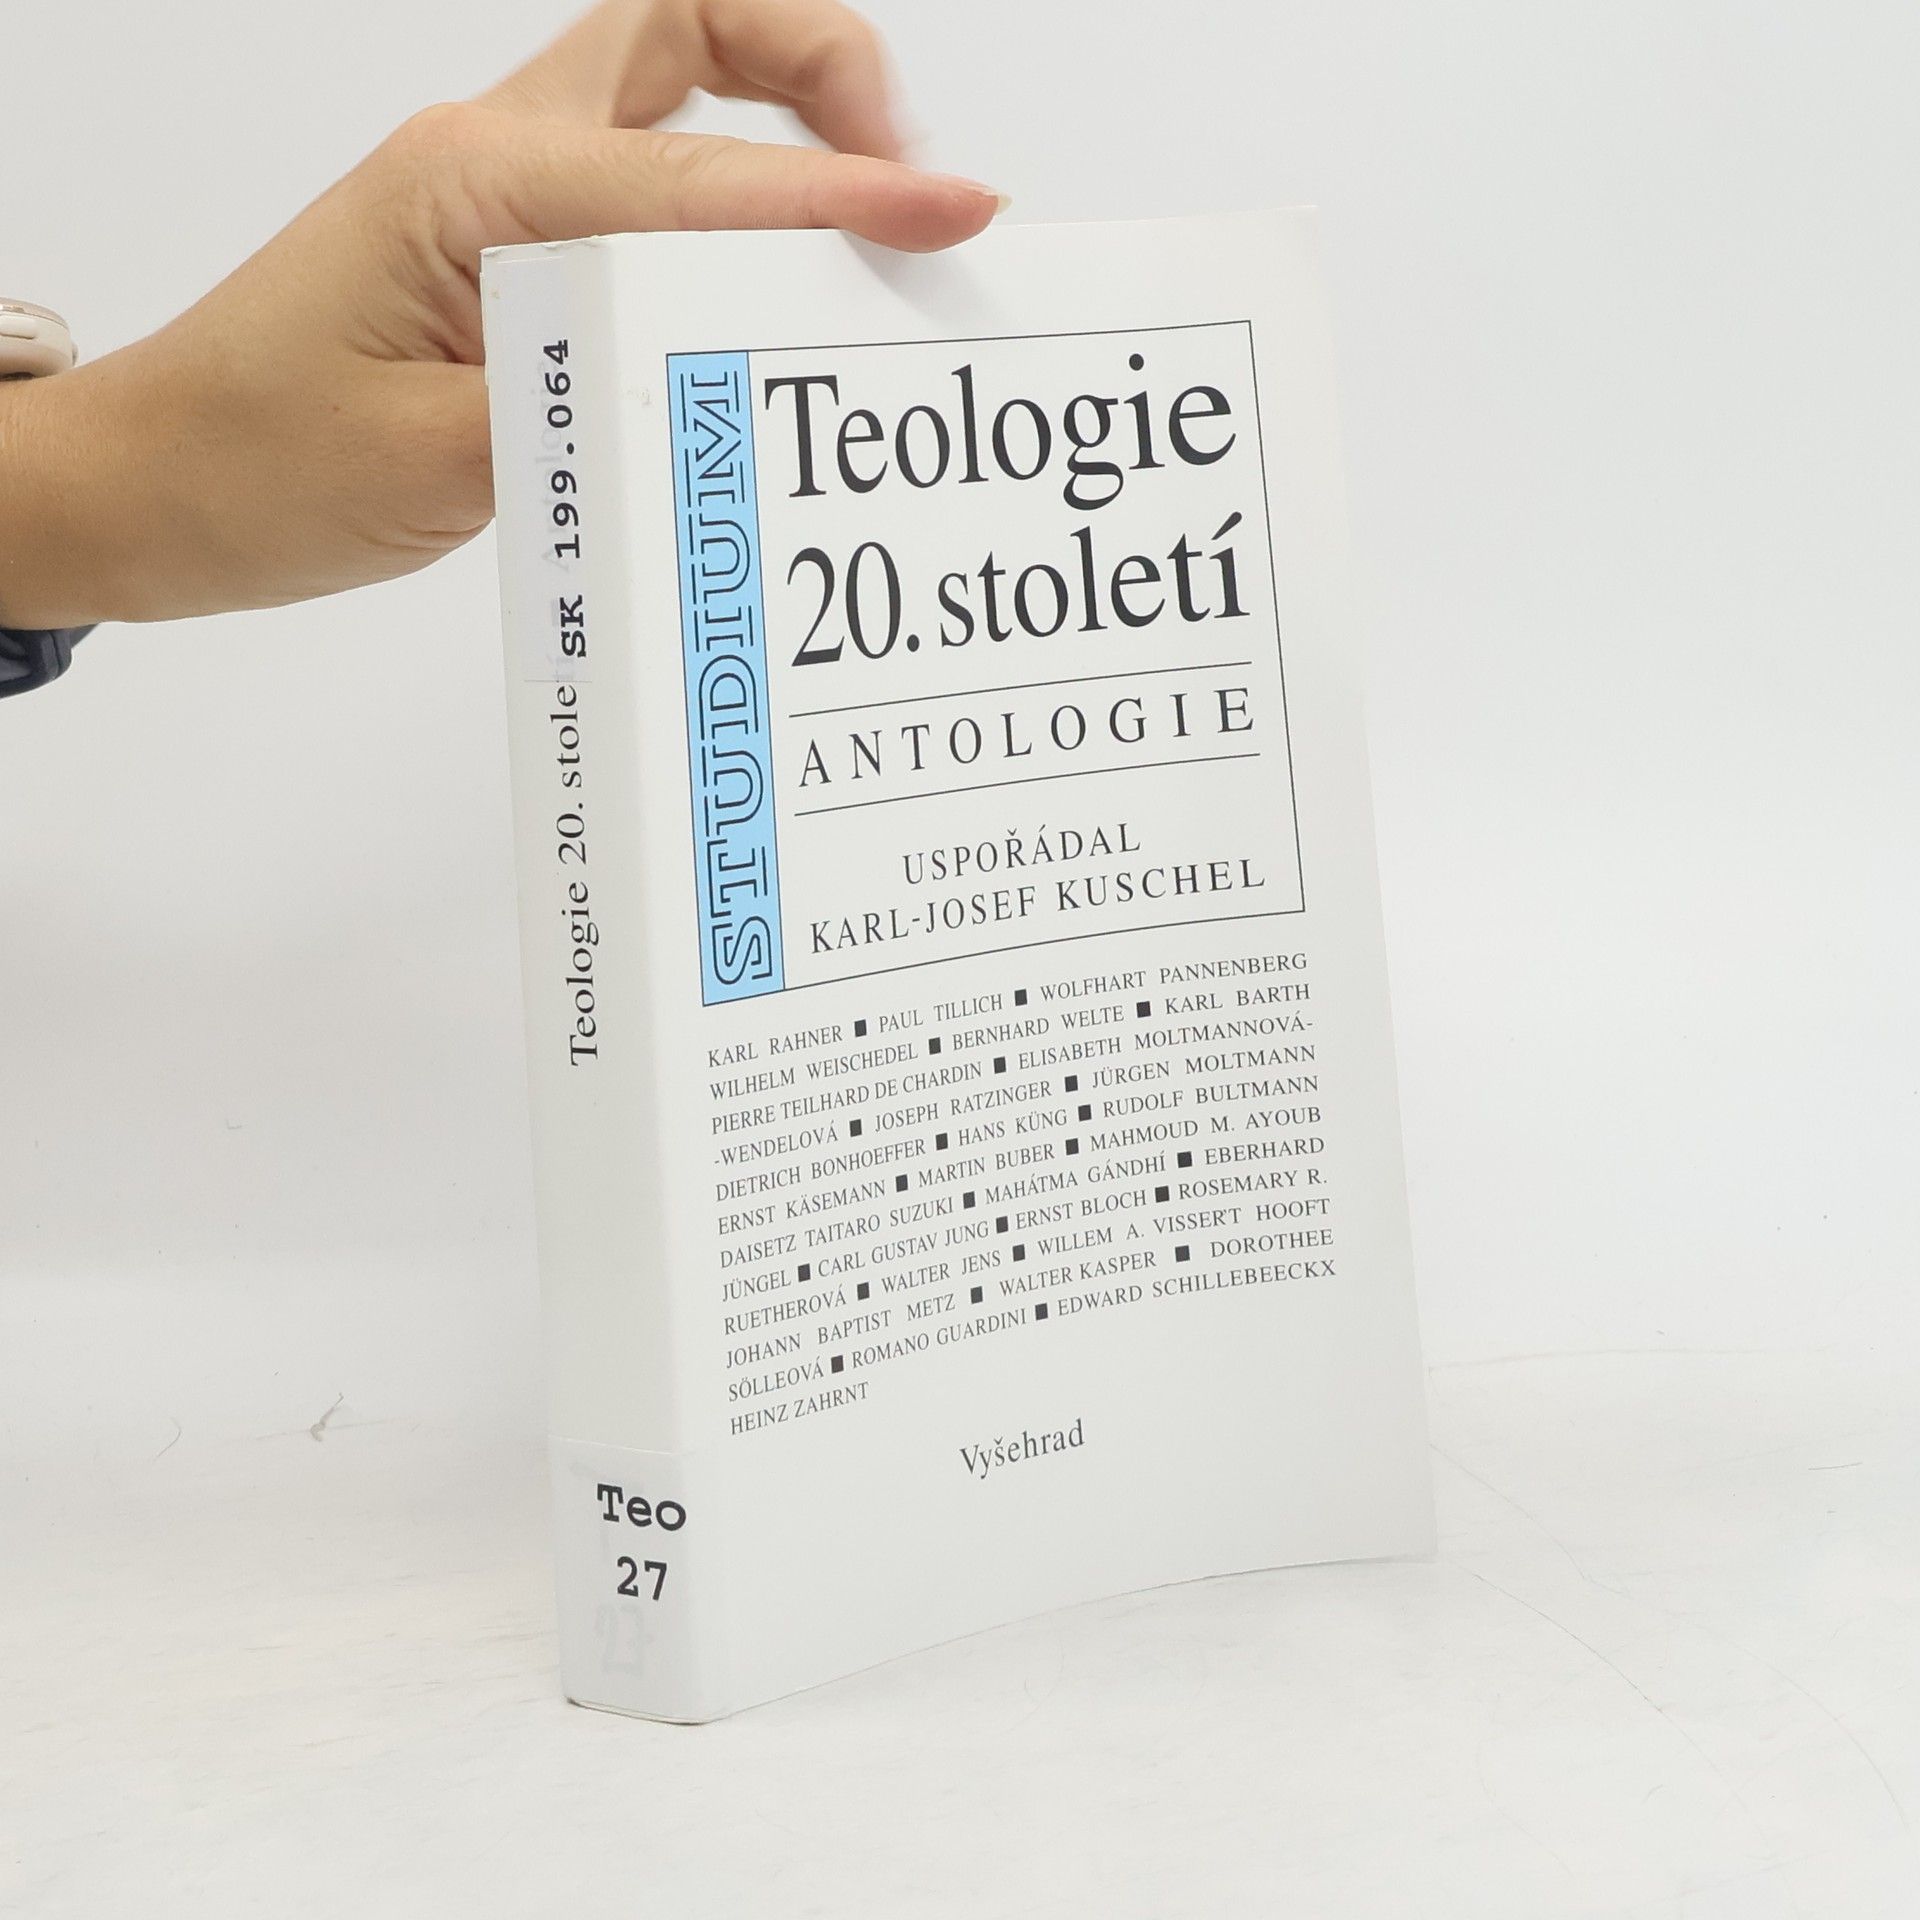 SK 199.064
Teologie 20. stole
Teo
27
STUDIUM
Teologie
20. století
ANTOLOGIE
USPOŘÁDAL
KARL-JOSEF KUSCHEL
KARL RAHNER ■ PAUL TILLICH ■ WOLFHART PANNENBERG
WILHELM WEISCHEDEL ■ BERNHARD WELTE ■ KARL BARTH
PIERRE TEILHARD DE CHARDIN ■ ELISABETH MOLTMANNOVÁ-
-WENDELOVÁ ■ JOSEPH RATZINGER ■ JÜRGEN MOLTMANN
DIETRICH BONHOEFFER ■ HANS KÜNG ■ RUDOLF BULTMANN
ERNST KÄSEMANN ■ MARTIN BUBER ■ MAHMOUD M. AYOUB
DAISETZ TAITARO SUZUKI ■ MAHÁTMA GÁNDHÍ ■ EBERHARD
JÜNGEL ■ CARL GUSTAV JUNG ■ ERNST BLOCH ■ ROSEMARY R.
RUETHEROVÁ ■ WALTER JENS ■ WILLEM A. VISSER'T HOOFT
JOHANN BAPTIST METZ ■ WALTER KASPER ■ DOROTHEE
SÖLLEOVÁ ■ ROMANO GUARDINI ■ EDWARD SCHILLEBEECKX
HEINZ ZAHRNT
Vyšehrad